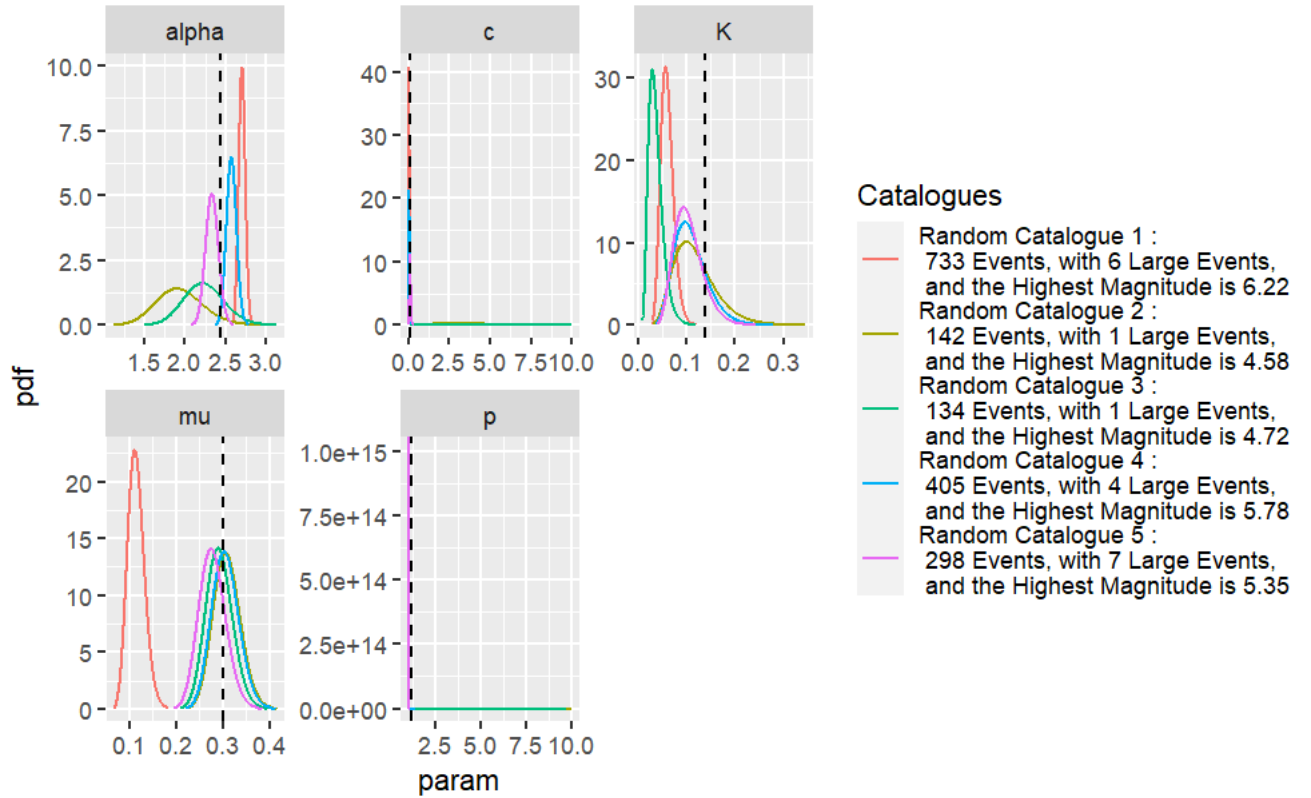 alpha
c
K
10.0
7.5
5.0
2.5
0.0
1.5 2.0 2.5 3.0
40
30
20
10
0
0.0 2.5 5.0 7.5 10.0
30
20
10
0
0.0 0.1 0.2 0.3
pdf
mu
p
20
15
10
5
0
0.1 0.2 0.3 0.4
1.0e+15
7.5e+14
5.0e+14
2.5e+14
0.0e+00
2.5 5.0 7.5 10.0
param
Catalogues
Random Catalogue 1 :
733 Events, with 6 Large Events,
and the Highest Magnitude is 6.22
Random Catalogue 2 :
142 Events, with 1 Large Events,
and the Highest Magnitude is 4.58
Random Catalogue 3 :
134 Events, with 1 Large Events,
and the Highest Magnitude is 4.72
Random Catalogue 4 :
405 Events, with 4 Large Events,
and the Highest Magnitude is 5.78
Random Catalogue 5 :
298 Events, with 7 Large Events,
and the Highest Magnitude is 5.35